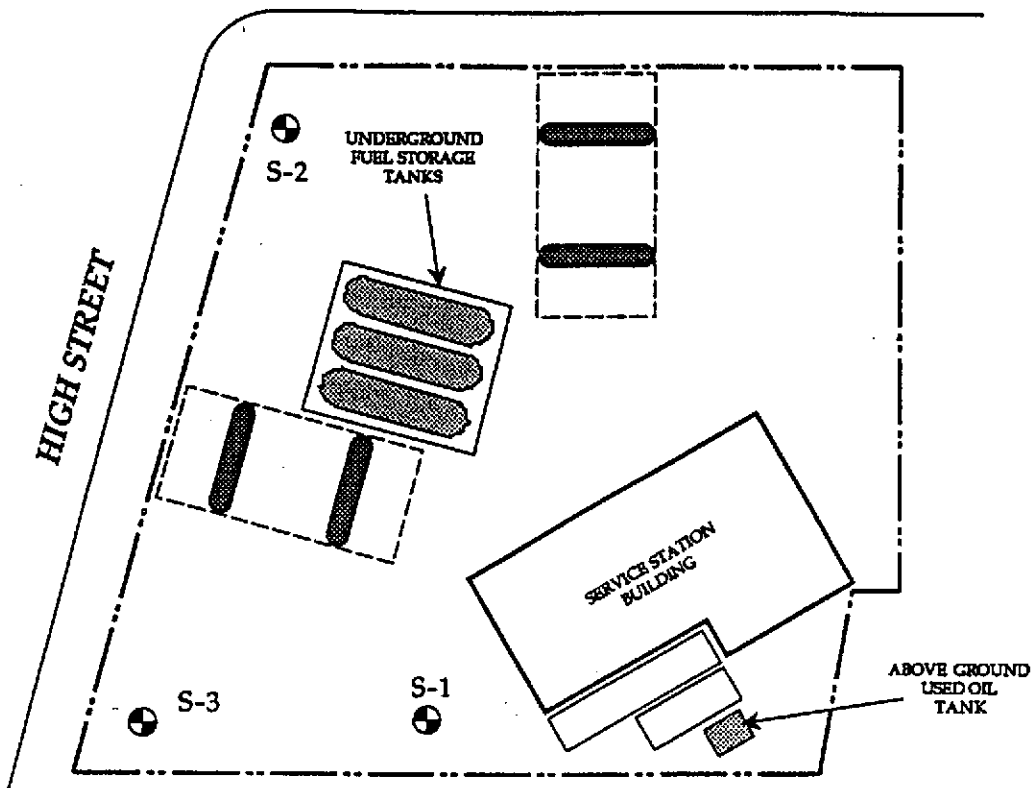 UNDERGROUND
FUEL STORAGE
TANKS
S-2
HIGH STREET
SERVICE STATION
BUILDING
S-3
S-1
ABOVE GROUND
USED OIL
TANK